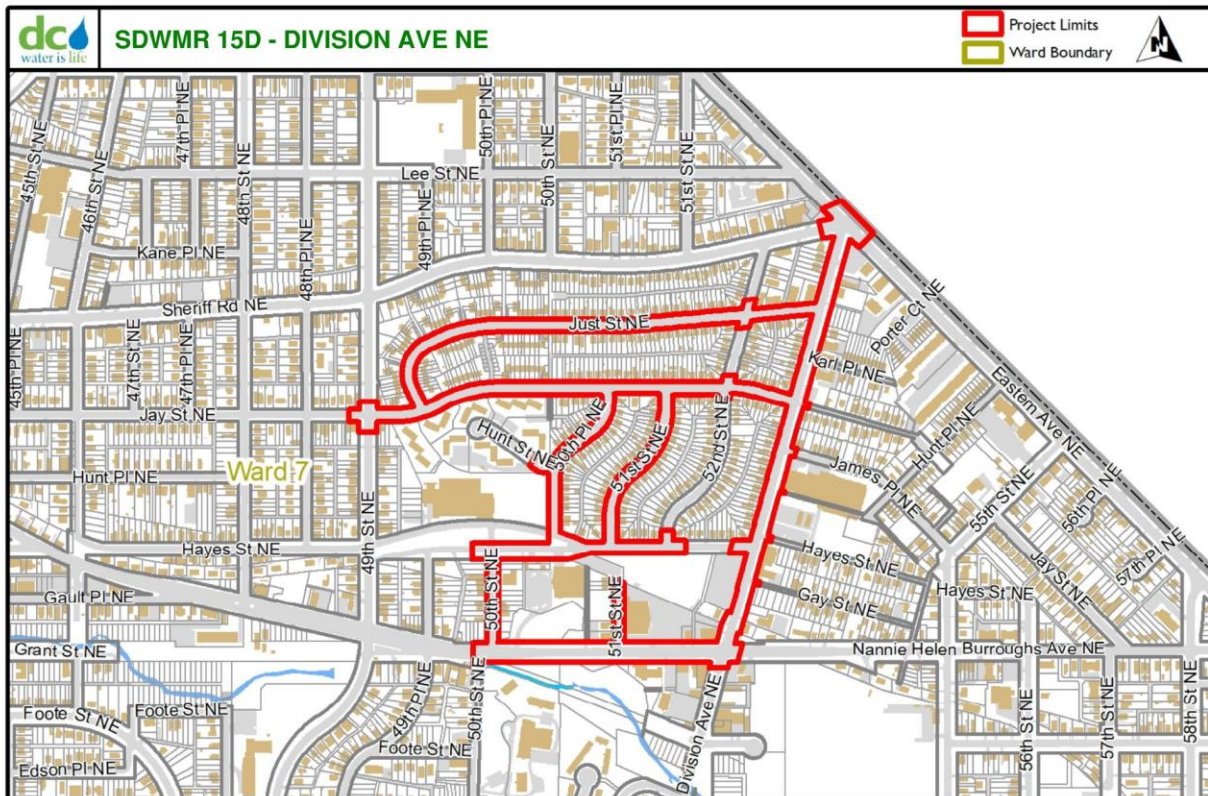 dc
water is life
SDWMR 15D - DIVISION AVE NE
Project Limits
Ward Boundary
N
45th St NE
46th St NE
47th Pl NE
48th St NE
50th Pl NE
50th St NE
51st Pl NE
51st St NE
Lee St NE
Kane Pl NE
48th Pl NE
49th Pl NE
Sheriff Rd NE
Just St NE
Porter Ct NE
Karl Pl NE
Eastern Ave NE
45th Pl NE
47th St NE
47th Pl NE
Jay St NE
Hunt St NE
50th Pl NE
51st St NE
52nd St NE
Hunt Pl NE
James Pl NE
Hunt Pl NE
Ward 7
55th St NE
56th Pl NE
57th Pl NE
Jay St NE
Hayes St NE
49th St NE
Hayes St NE
Hayes St NE
Gault Pl NE
50th St NE
51st St NE
Gay St NE
Grant St NE
Nannie Helen Burroughs Ave NE
Foote St NE
Foote St NE
49th Pl NE
50th St NE
Foote St NE
Edson Pl NE
Division Ave NE
56th St NE
57th St NE
58th St NE